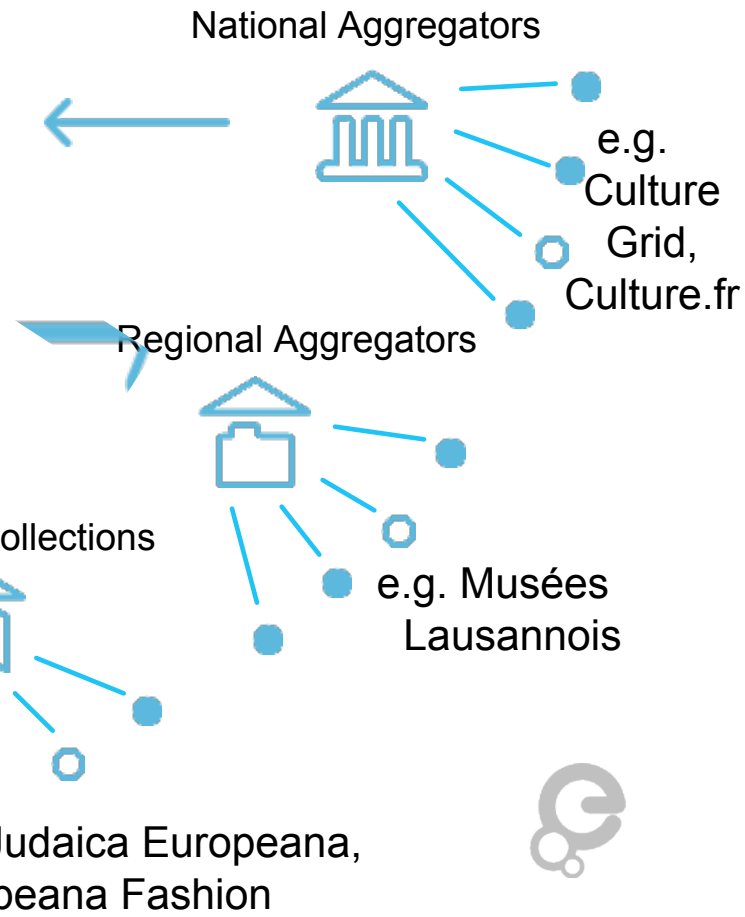 National Aggregators
e.g.
Culture
Grid,
Culture.fr
Regional Aggregators
ollections
e.g. Musées
Lausannois
Judaica Europeana,
peana Fashion